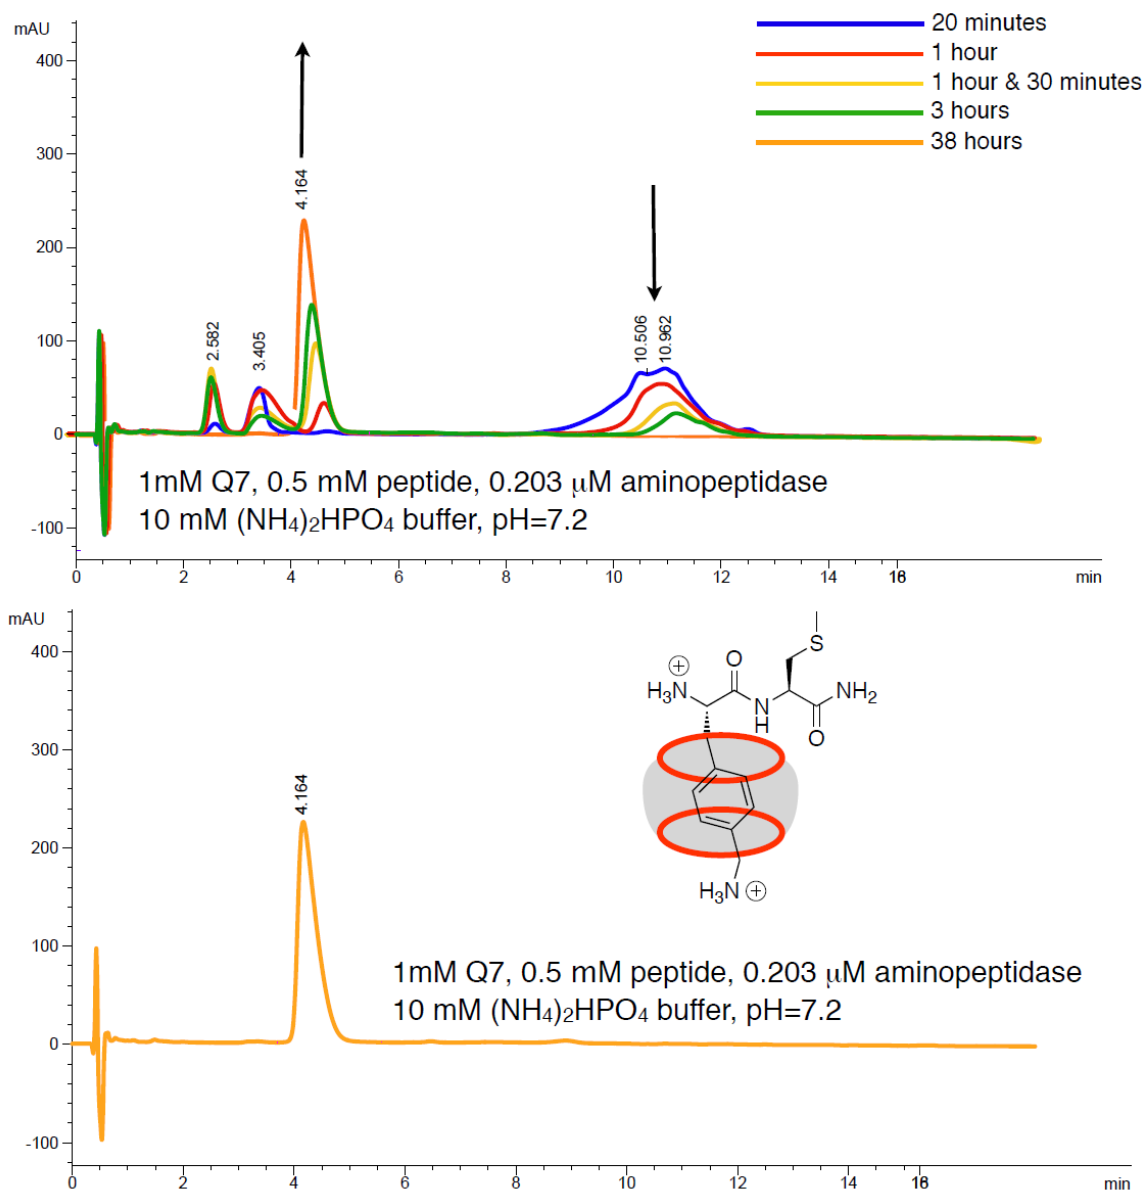 mAU
20 minutes
1 hour
1 hour & 30 minutes
3 hours
38 hours
400
300
200
100
0
-100
2.582
3.405
4.164
10.506
10.962
1mM Q7, 0.5 mM peptide, 0.203 μM aminopeptidase
10 mM (NH4)2HPO4 buffer, pH=7.2
0 2 4 6 8 10 12 14 min
mAU
400
300
200
100
0
-100
4.164
S
O
H3N +
N
H
NH2
O
H3N +
1mM Q7, 0.5 mM peptide, 0.203 μM aminopeptidase
10 mM (NH4)2HPO4 buffer, pH=7.2
0 2 4 6 8 10 12 14 min